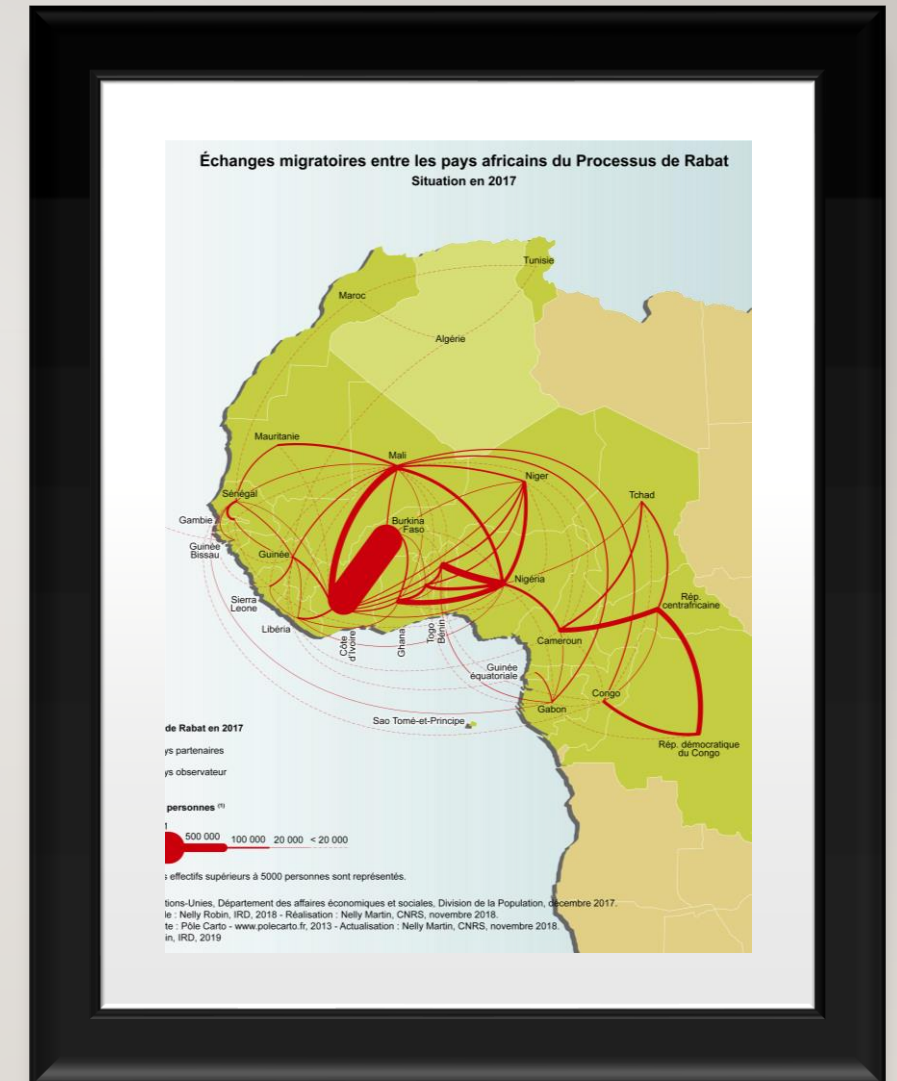 Échanges migratoires entre les pays africains du Processus de Rabat
Situation en 2017
Tunisie
Maroc
Algérie
Mauritanie
Mali
Niger
Tchad
Sénégal
Gambie
Burkina
Faso
Guinée
Bissau
Guinée
Nigéria
Sierra
Leone
Rép.
centrafricaine
Libéria
Côte
d'Ivoire
Ghana
Togo
Bénin
Cameroun
Guinée
équatoriale
Congo
Gabon
Sao Tomé-et-Principe
Rép. démocratique
du Congo
de Rabat en 2017
ys partenaires
ys observateur
personnes (1)
500 000 100 000 20 000 < 20 000
s effectifs supérieurs à 5000 personnes sont représentés.
tions-Unies, Département des affaires économiques et sociales, Division de la Population, décembre 2017.
le : Nelly Robin, IRD, 2018 - Réalisation : Nelly Martin, CNRS, novembre 2018.
te : Pôle Carto - www.polecarto.fr, 2013 - Actualisation : Nelly Martin, CNRS, novembre 2018.
in, IRD, 2019